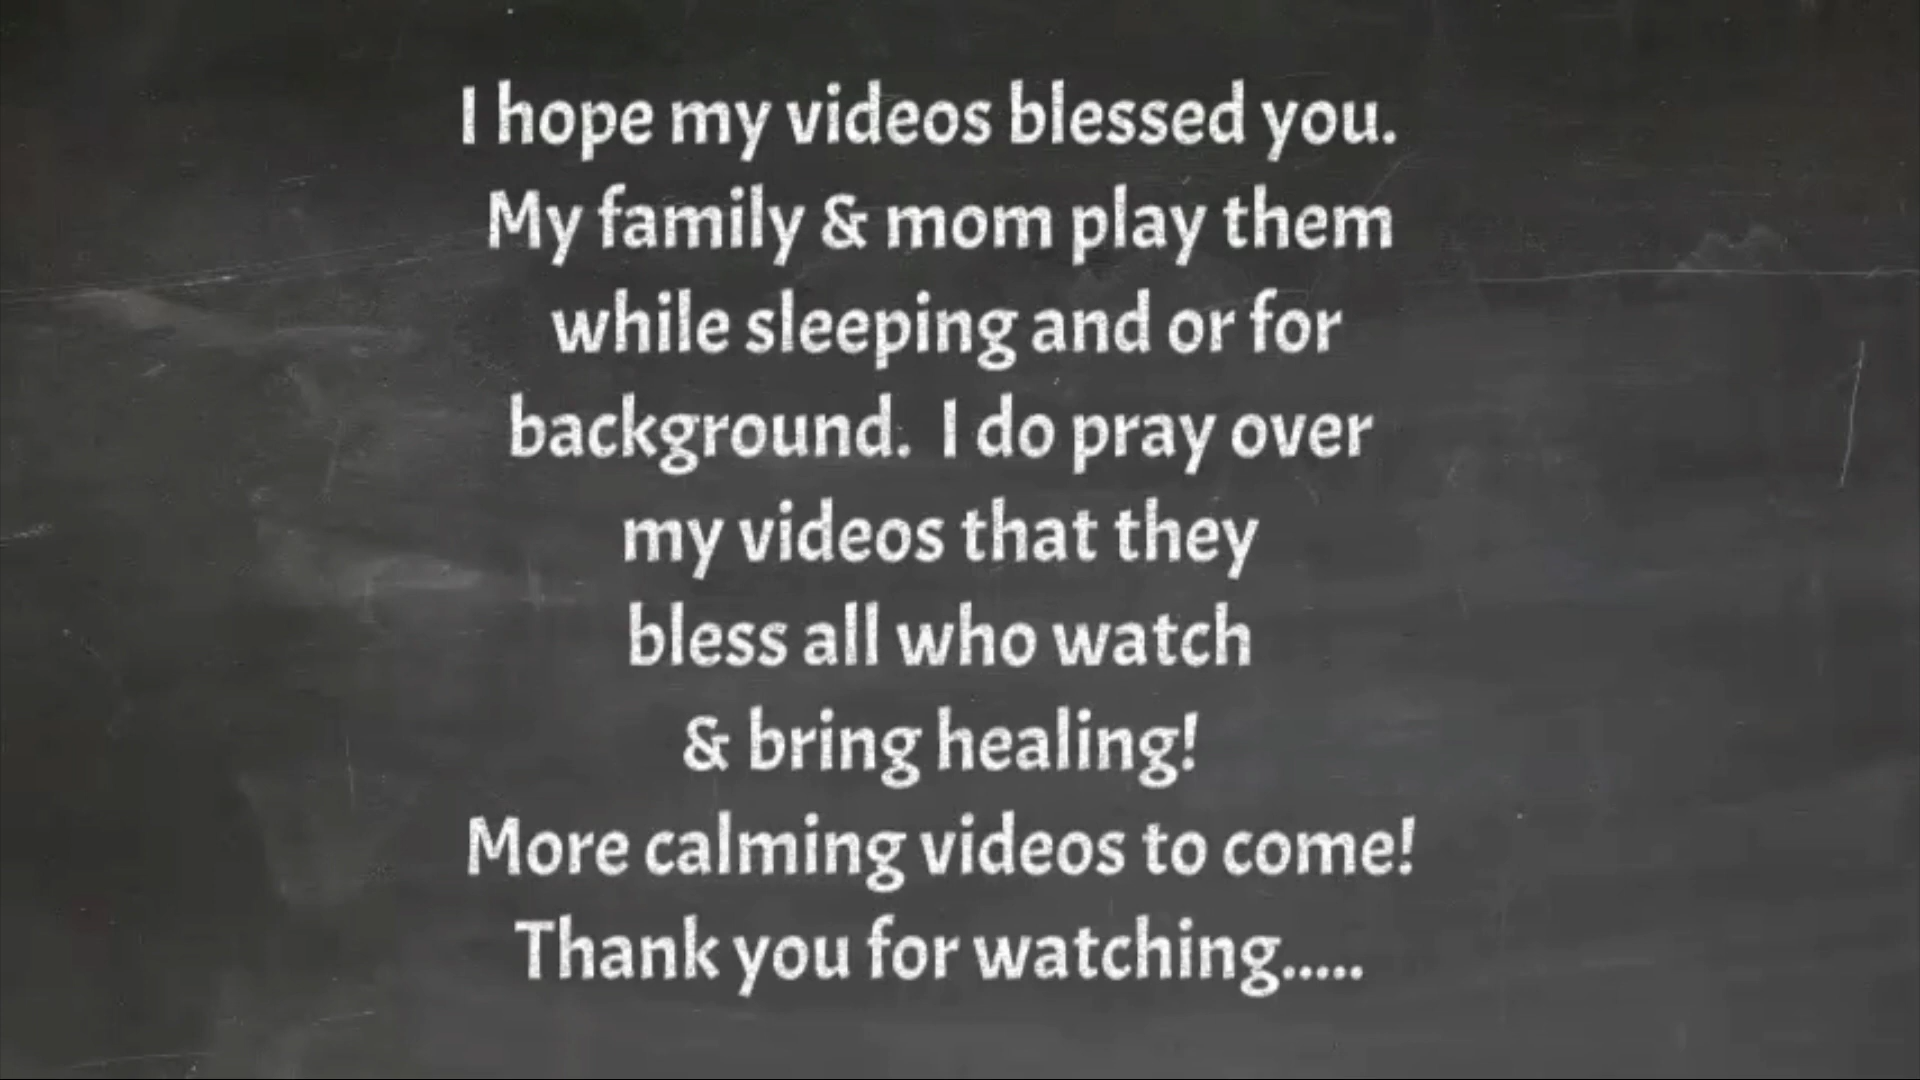 I hope my videos blessed you.
My family & mom play them
while sleeping and or for
background.  I do pray over
my videos that they
bless all who watch
& bring healing!
More calming videos to come!
Thank you for watching.....